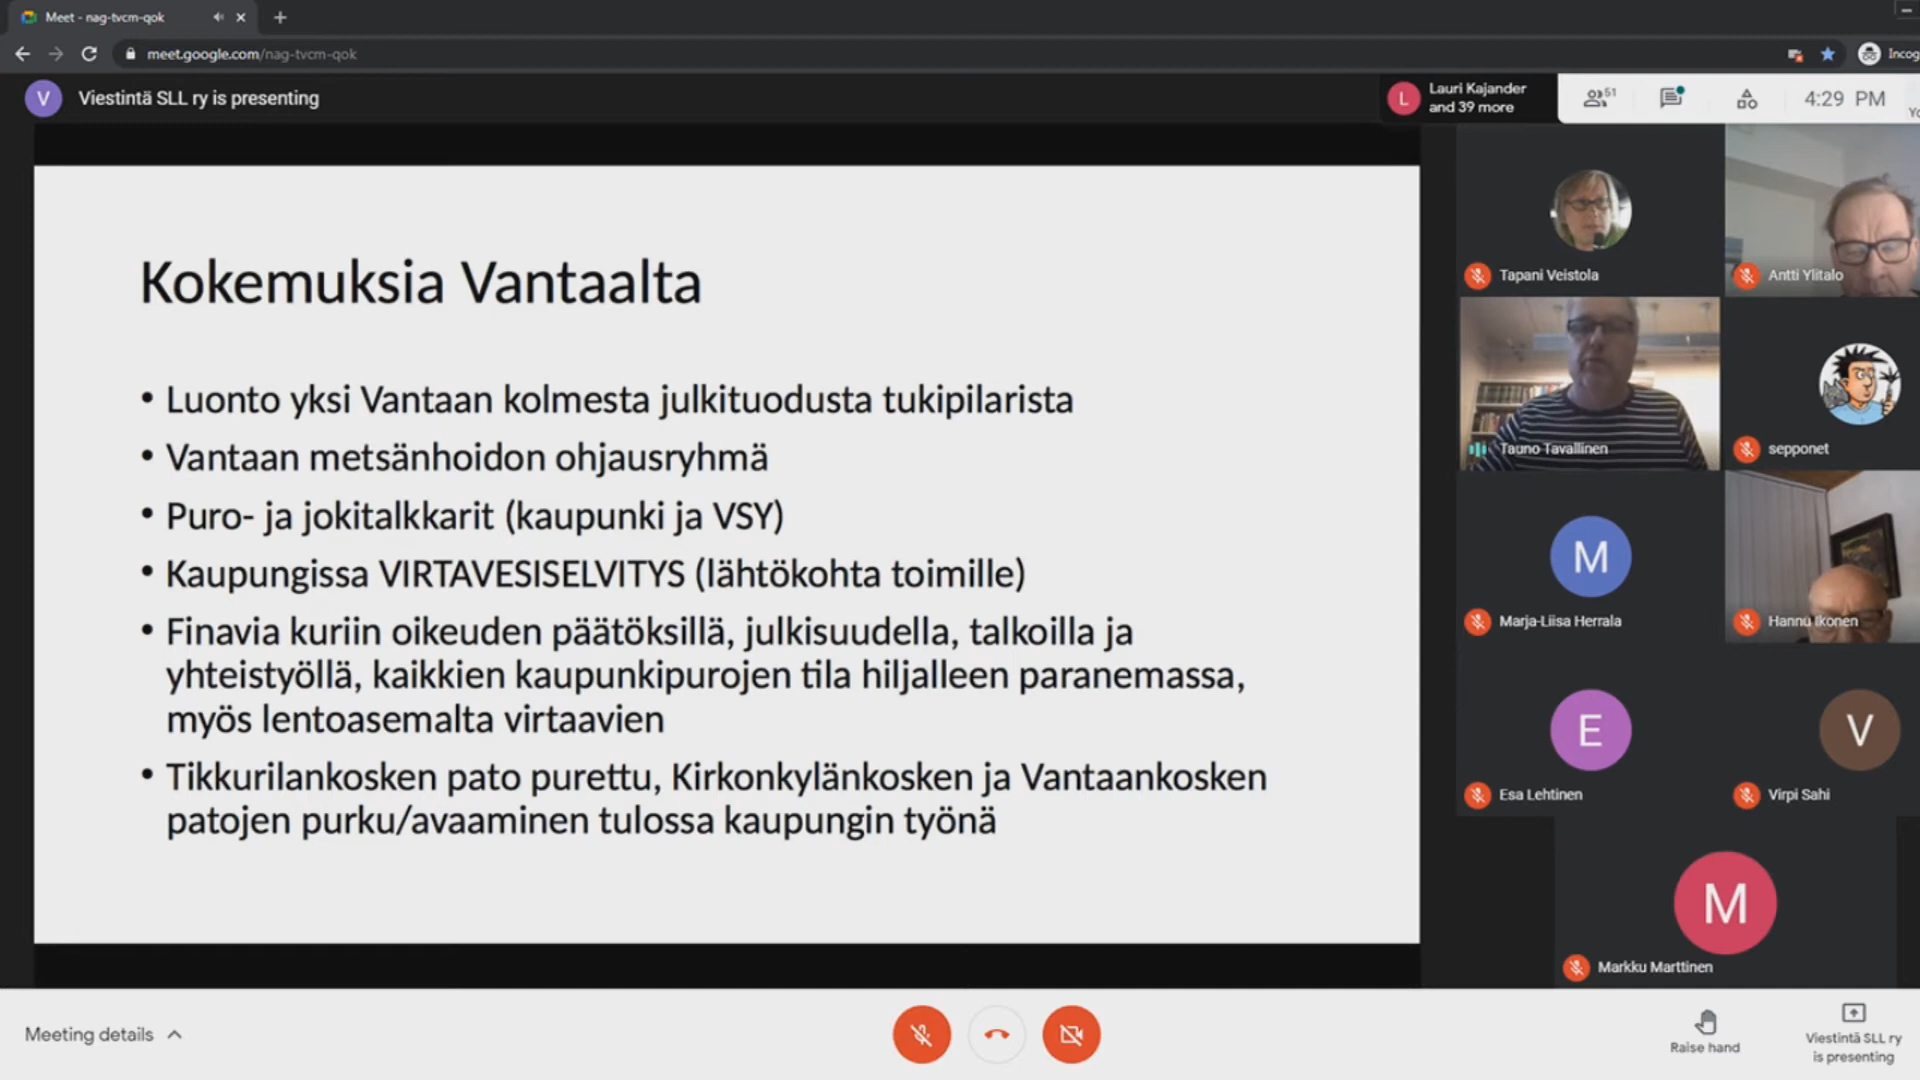 Meet - nag-tvcm-qok
meet.google.com/nag-tvcm-qok
Incog
V
Viestintä SLL ry is presenting
L
Lauri Kajander
and 39 more
51
4:29 PM
Yo
Kokemuksia Vantaalta
• Luonto yksi Vantaan kolmesta julkituodusta tukipilarista
• Vantaan metsänhoidon ohjausryhmä
• Puro- ja jokitalkkarit (kaupunki ja VSY)
• Kaupungissa VIRTAVESISELVITYS (lähtökohta toimille)
• Finavia kuriin oikeuden päätöksillä, julkisuudella, talkoilla ja
yhteistyöllä, kaikkien kaupunkipurojen tila hiljalleen paranemassa,
myös lentoasemalta virtaavien
• Tikkurilankosken pato purettu, Kirkonkylänkosken ja Vantaankosken
patojen purku/avaaminen tulossa kaupungin työnä
Tapani Veistola
Antti Ylitalo
Tauno Tavallinen
sepponet
M
Marja-Liisa Herrala
Hannu Ikonen
E
Esa Lehtinen
V
Virpi Sahi
M
Markku Marttinen
Meeting details
Raise hand
Viestintä SLL ry
is presenting